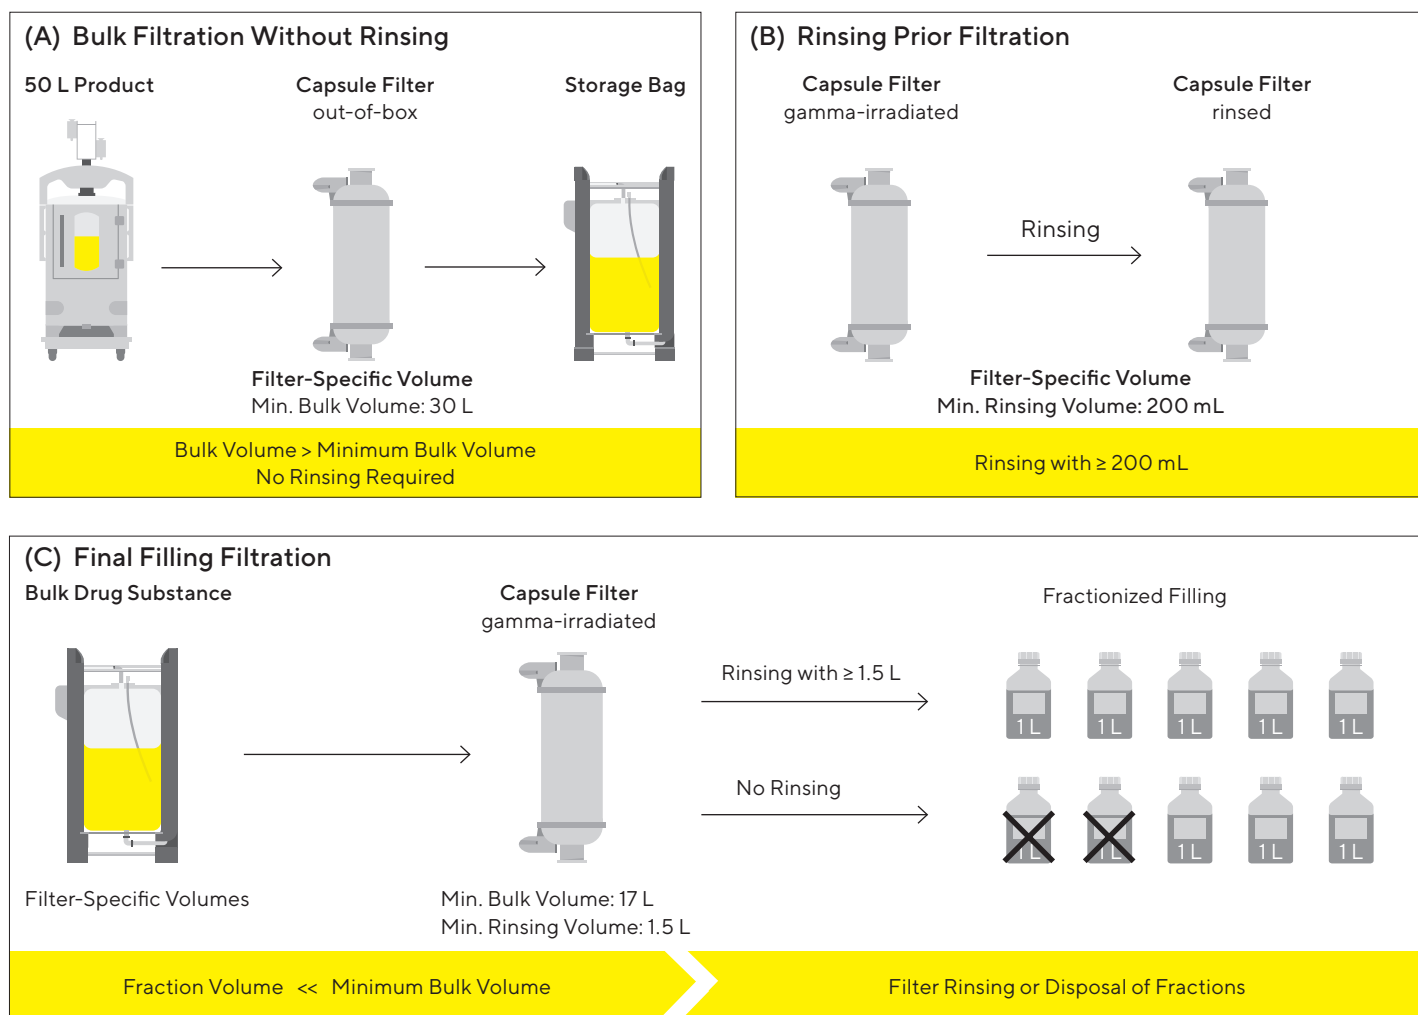 (A) Bulk Filtration Without Rinsing
50 L Product
Capsule Filter
out-of-box
Storage Bag
Filter-Specific Volume
Min. Bulk Volume: 30 L
Bulk Volume > Minimum Bulk Volume
No Rinsing Required
(B) Rinsing Prior Filtration
Capsule Filter
gamma-irradiated
Capsule Filter
rinsed
Rinsing
Filter-Specific Volume
Min. Rinsing Volume: 200 mL
Rinsing with ≥ 200 mL
(C) Final Filling Filtration
Bulk Drug Substance
Capsule Filter
gamma-irradiated
Fractionized Filling
Rinsing with ≥ 1.5 L
1 L 1 L 1 L 1 L 1 L
No Rinsing
1 L 1 L 1 L 1 L 1 L
Filter-Specific Volumes
Min. Bulk Volume: 17 L
Min. Rinsing Volume: 1.5 L
Fraction Volume << Minimum Bulk Volume
Filter Rinsing or Disposal of Fractions